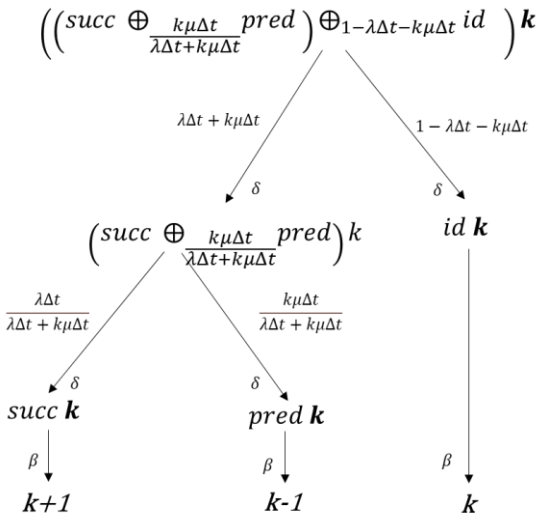 ((succ ⊕_{kμΔt/(λΔt+kμΔt)} pred) ⊕_{1−λΔt−kμΔt} id) k
λΔt + kμΔt
1 − λΔt − kμΔt
δ
δ
(succ ⊕_{kμΔt/(λΔt+kμΔt)} pred) k
id k
λΔt/(λΔt + kμΔt)
kμΔt/(λΔt + kμΔt)
δ
δ
succ k
pred k
β
β
β
k+1
k-1
k